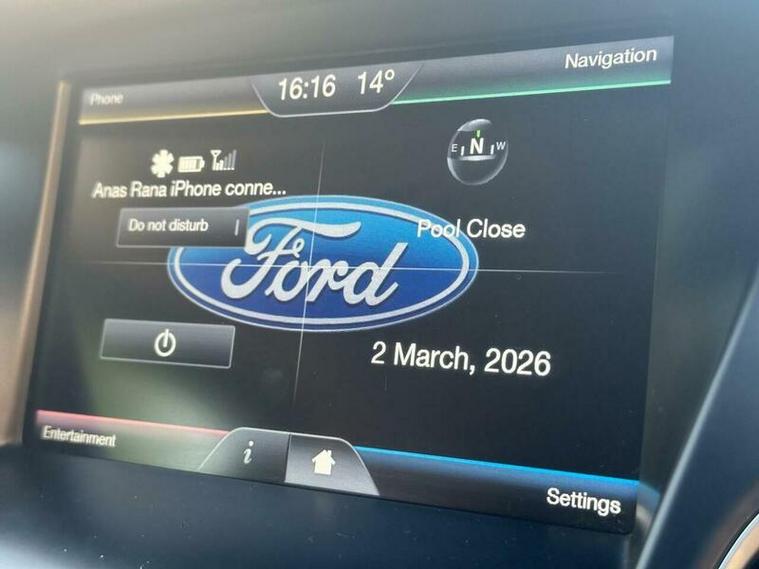 Phone
16:16 14°
Navigation
E N W
Anas Rana iPhone conne...
Do not disturb
Pool Close
Ford
2 March, 2026
Entertainment
i
Settings